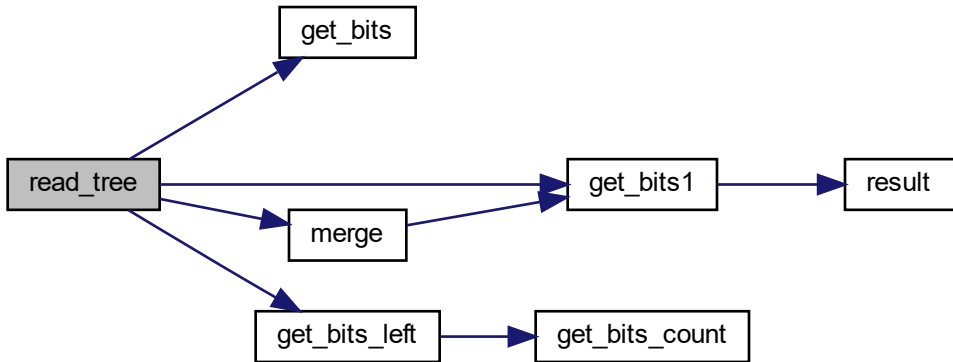 get_bits
read_tree
get_bits1
result
merge
get_bits_left
get_bits_count